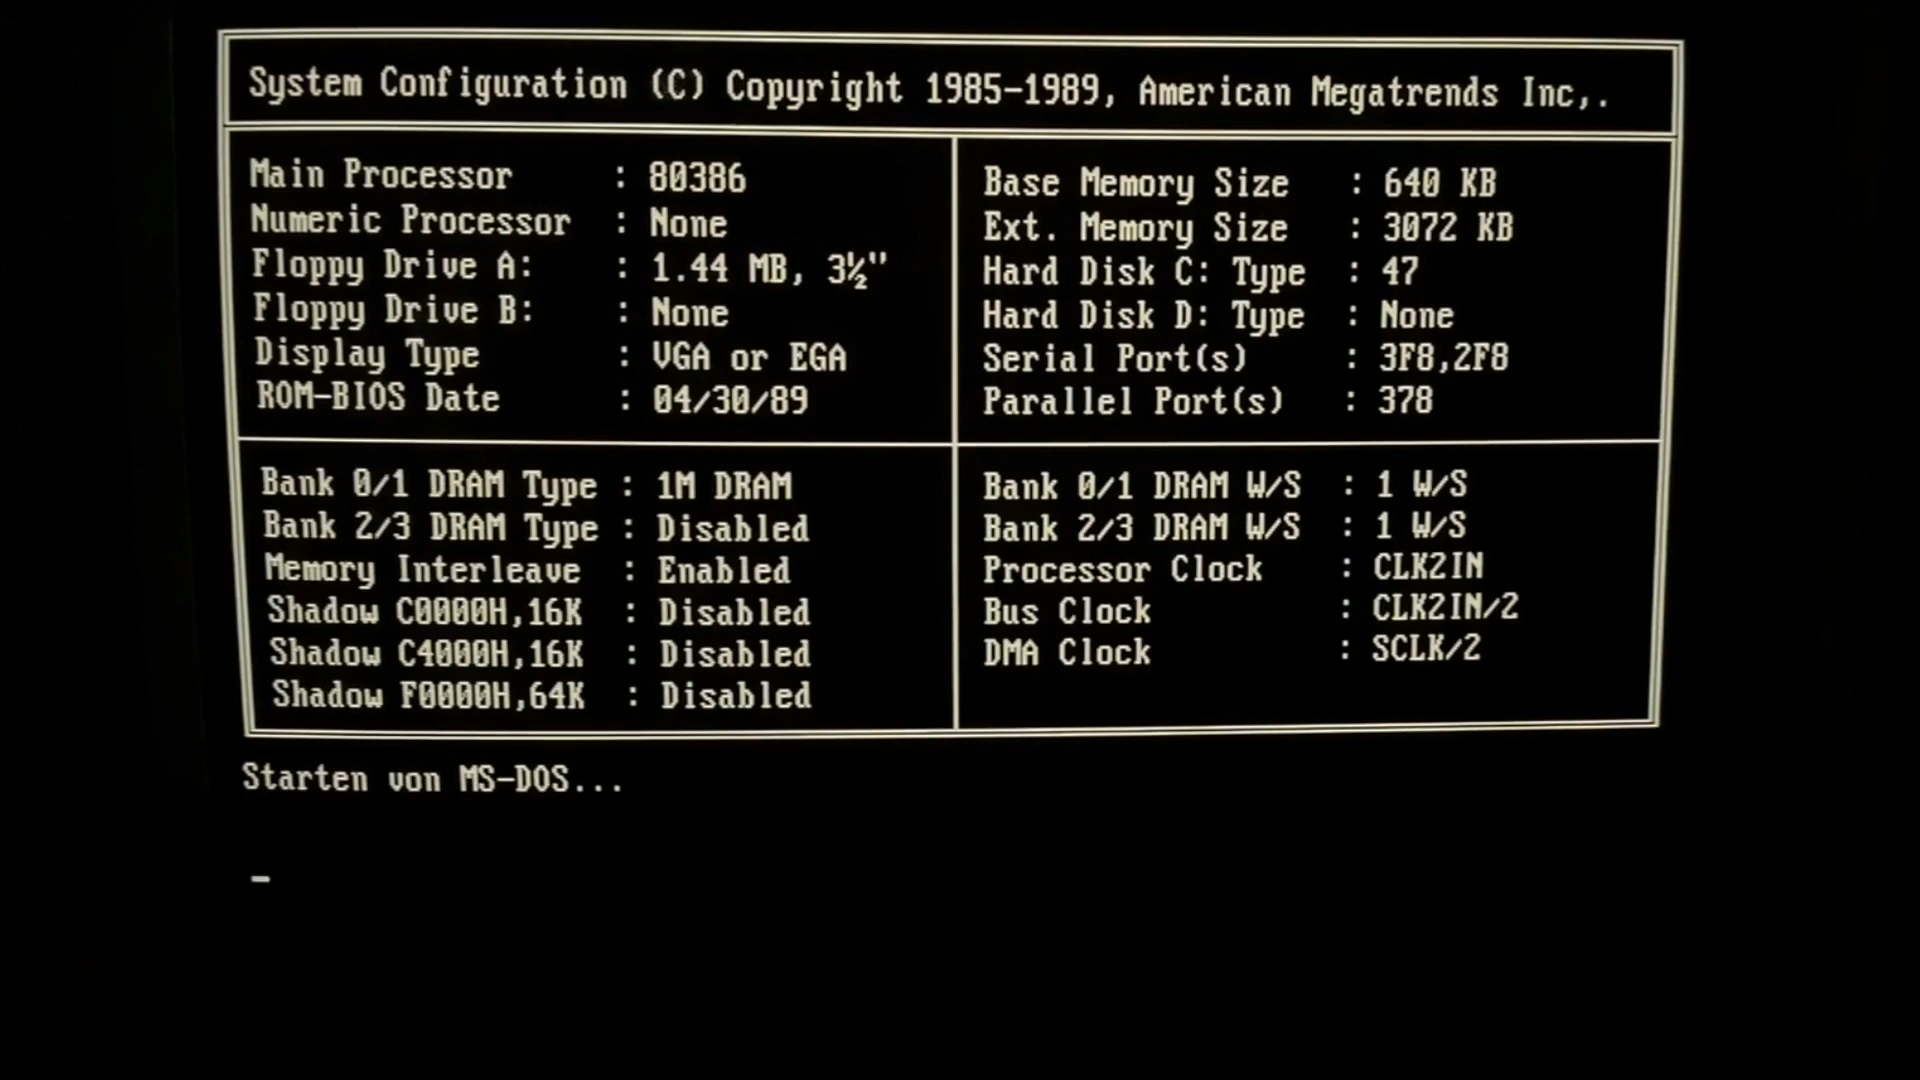 System Configuration (C) Copyright 1985-1989, American Megatrends Inc,.
Main Processor : 80386
Numeric Processor : None
Floppy Drive A: : 1.44 MB, 3½"
Floppy Drive B: : None
Display Type : VGA or EGA
ROM-BIOS Date : 04/30/89
Base Memory Size : 640 KB
Ext. Memory Size : 3072 KB
Hard Disk C: Type : 47
Hard Disk D: Type : None
Serial Port(s) : 3F8,2F8
Parallel Port(s) : 378
Bank 0/1 DRAM Type : 1M DRAM
Bank 2/3 DRAM Type : Disabled
Memory Interleave : Enabled
Shadow C0000H,16K : Disabled
Shadow C4000H,16K : Disabled
Shadow F0000H,64K : Disabled
Bank 0/1 DRAM W/S : 1 W/S
Bank 2/3 DRAM W/S : 1 W/S
Processor Clock : CLK2IN
Bus Clock : CLK2IN/2
DMA Clock : SCLK/2
Starten von MS-DOS...
_